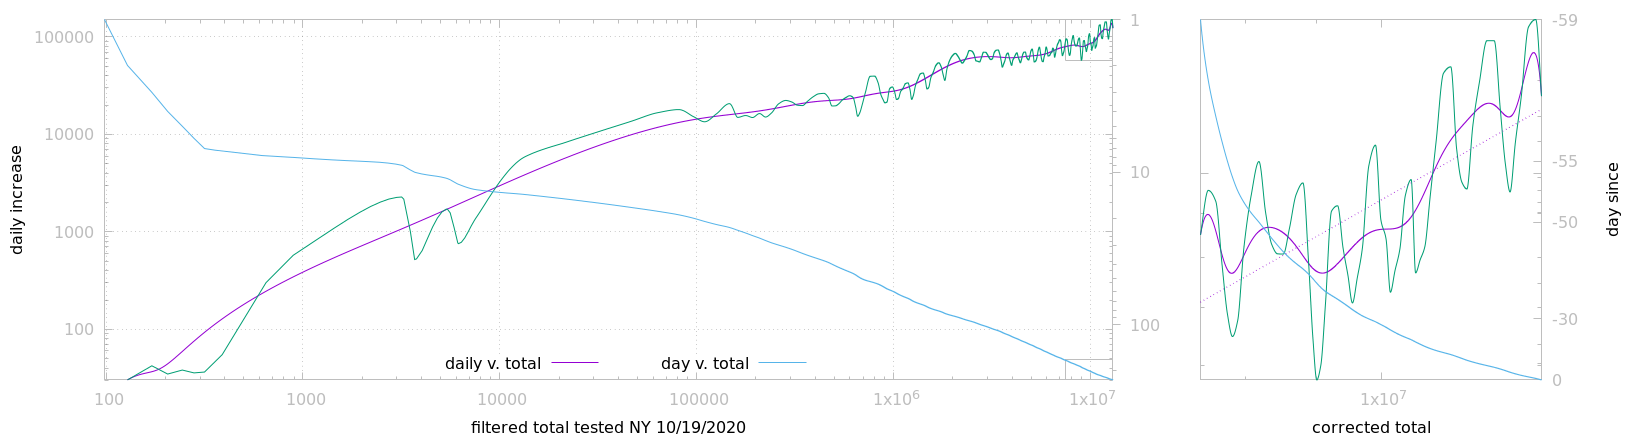 daily increase
100000
10000
1000
100
100
1000
10000
100000
1x10^6
1x10^7
1
10
100
daily v. total
day v. total
filtered total tested NY 10/19/2020
-59
-55
-50
-30
0
day since
1x10^7
corrected total